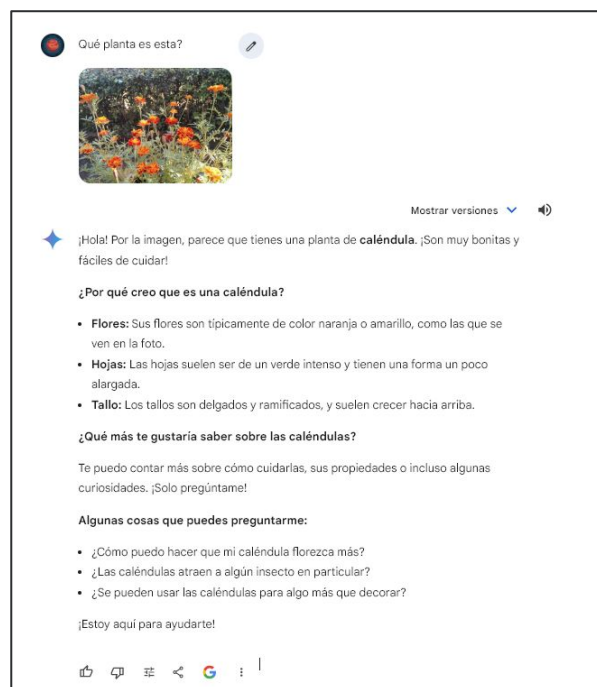 Qué planta es esta?
Mostrar versiones
¡Hola! Por la imagen, parece que tienes una planta de caléndula. ¡Son muy bonitas y
fáciles de cuidar!
¿Por qué creo que es una caléndula?
• Flores: Sus flores son típicamente de color naranja o amarillo, como las que se
ven en la foto.
• Hojas: Las hojas suelen ser de un verde intenso y tienen una forma un poco
alargada.
• Tallo: Los tallos son delgados y ramificados, y suelen crecer hacia arriba.
¿Qué más te gustaría saber sobre las caléndulas?
Te puedo contar más sobre cómo cuidarlas, sus propiedades o incluso algunas
curiosidades. ¡Solo pregúntame!
Algunas cosas que puedes preguntarme:
• ¿Cómo puedo hacer que mi caléndula florezca más?
• ¿Las caléndulas atraen a algún insecto en particular?
• ¿Se pueden usar las caléndulas para algo más que decorar?
¡Estoy aquí para ayudarte!